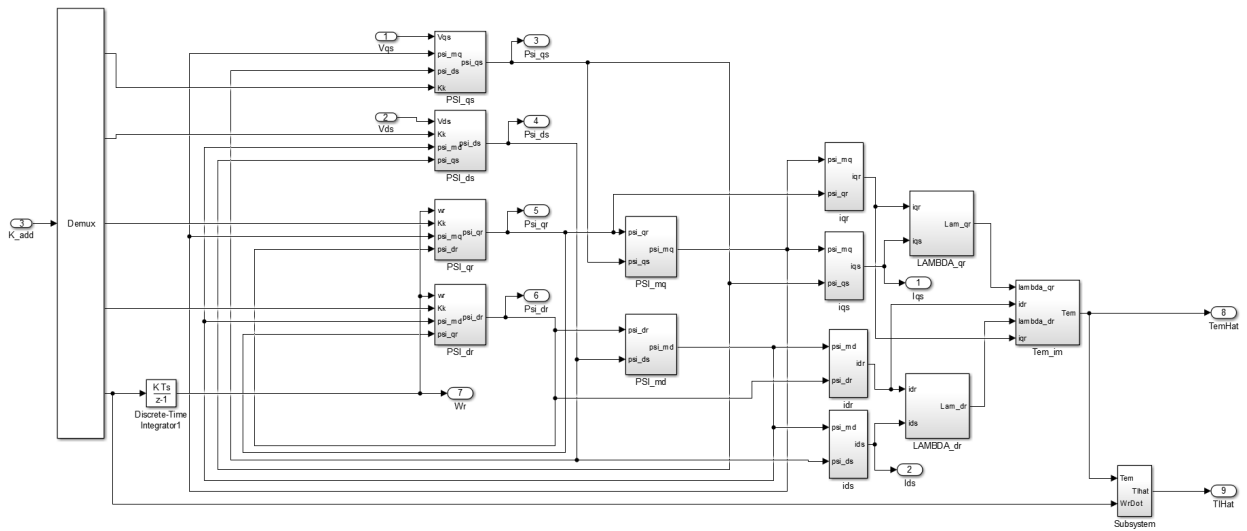 3
K_add
Demux
K Ts
z-1
Discrete-Time
Integrator1
1
Vqs
Vqs
psi_mq
psi_ds
Kk
psi_qs
PSI_qs
3
Psi_qs
2
Vds
Vds
Kk
psi_md
psi_qs
psi_ds
PSI_ds
4
Psi_ds
wr
Kk
psi_mq
psi_dr
psi_qr
PSI_qr
5
Psi_qr
wr
Kk
psi_md
psi_qr
psi_dr
PSI_dr
6
Psi_dr
7
Wr
psi_qr
psi_qs
psi_mq
PSI_mq
psi_dr
psi_ds
psi_md
PSI_md
psi_mq
psi_qr
iqr
iqr
psi_mq
psi_qs
iqs
iqs
1
Iqs
psi_md
psi_dr
idr
idr
psi_md
psi_ds
ids
ids
2
Ids
iqr
iqs
Lam_qr
LAMBDA_qr
idr
ids
Lam_dr
LAMBDA_dr
lambda_qr
idr
lambda_dr
iqr
Tem
Tem_im
8
TemHat
Tem
WrDot
Tlhat
Subsystem
9
TlHat